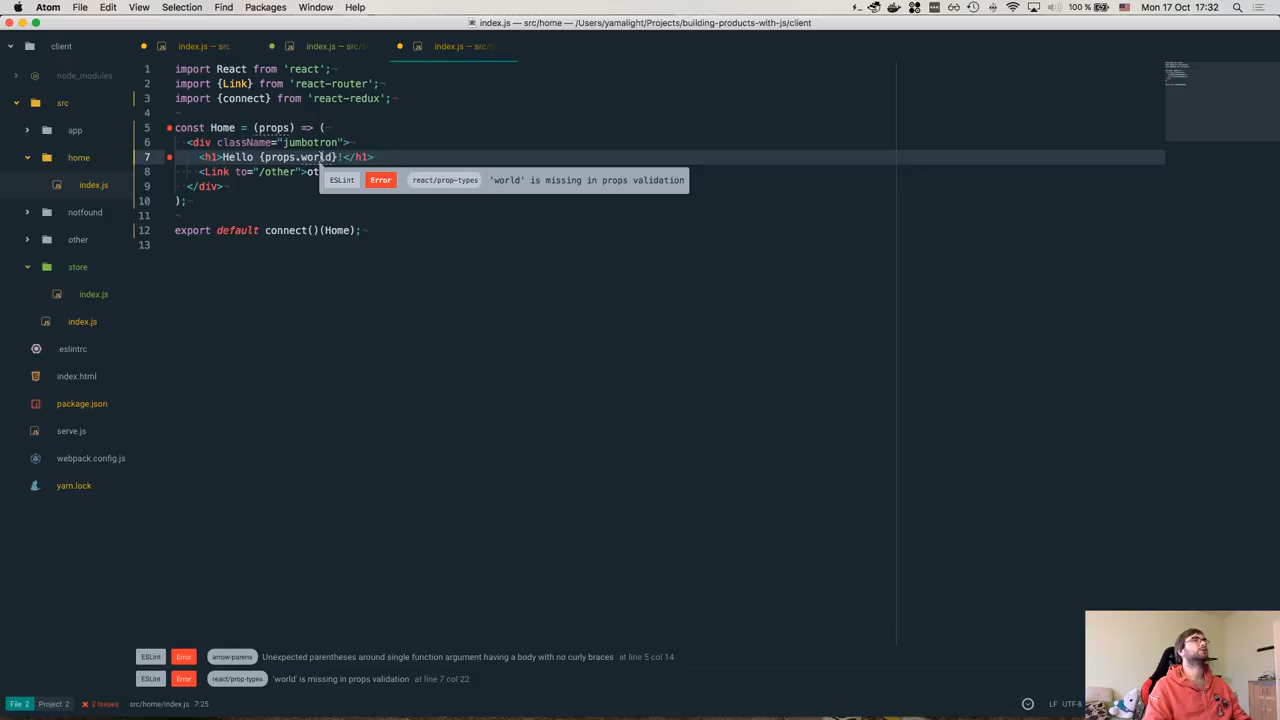 Atom File Edit View Selection Find Packages Window Help 100 % Mon 17 Oct 17:32
index.js — src/home — /Users/yamalight/Projects/building-products-with-js/client
client
node_modules
src
app
home
index.js
notfound
other
store
index.js
index.js
.eslintrc
index.html
package.json
serve.js
webpack.config.js
yarn.lock
index.js — src
index.js — src/
index.js — src/
1 import React from 'react';
2 import {Link} from 'react-router';
3 import {connect} from 'react-redux';
4
5 const Home = (props) => (
6 <div className="jumbotron">
7 <h1>Hello {props.world}!</h1>
8 <Link to="/other">ot
9 </div>
10 );
11
12 export default connect()(Home);
13
ESLint Error react/prop-types 'world' is missing in props validation
ESLint Error arrow-parens Unexpected parentheses around single function argument having a body with no curly braces at line 5 col 14
ESLint Error react/prop-types 'world' is missing in props validation at line 7 col 22
File 2 Project 2 2 Issues src/home/index.js 7:25 LF UTF-8